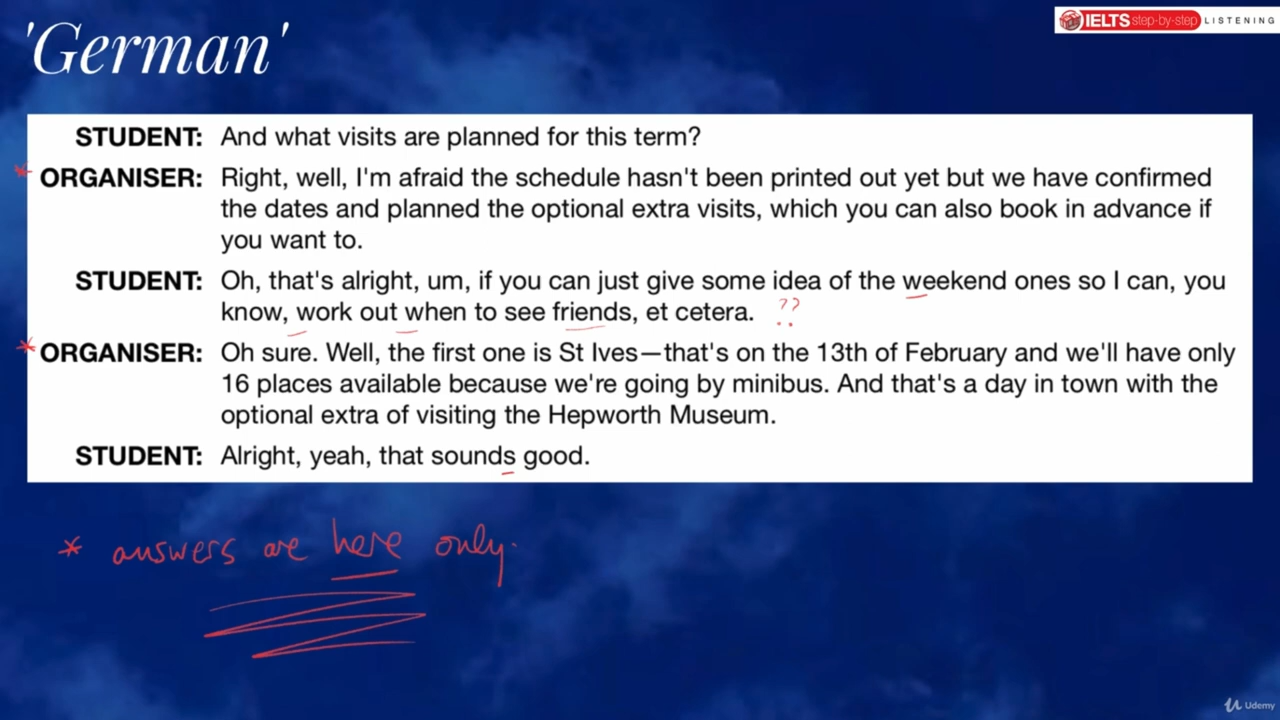 'German'
IELTS step-by-step LISTENING
STUDENT: And what visits are planned for this term?
* ORGANISER: Right, well, I'm afraid the schedule hasn't been printed out yet but we have confirmed
the dates and planned the optional extra visits, which you can also book in advance if
you want to.
STUDENT: Oh, that's alright, um, if you can just give some idea of the weekend ones so I can, you
know, work out when to see friends, et cetera. ??
* ORGANISER: Oh sure. Well, the first one is St Ives—that's on the 13th of February and we'll have only
16 places available because we're going by minibus. And that's a day in town with the
optional extra of visiting the Hepworth Museum.
STUDENT: Alright, yeah, that sounds good.
* answers are here only.
Udemy